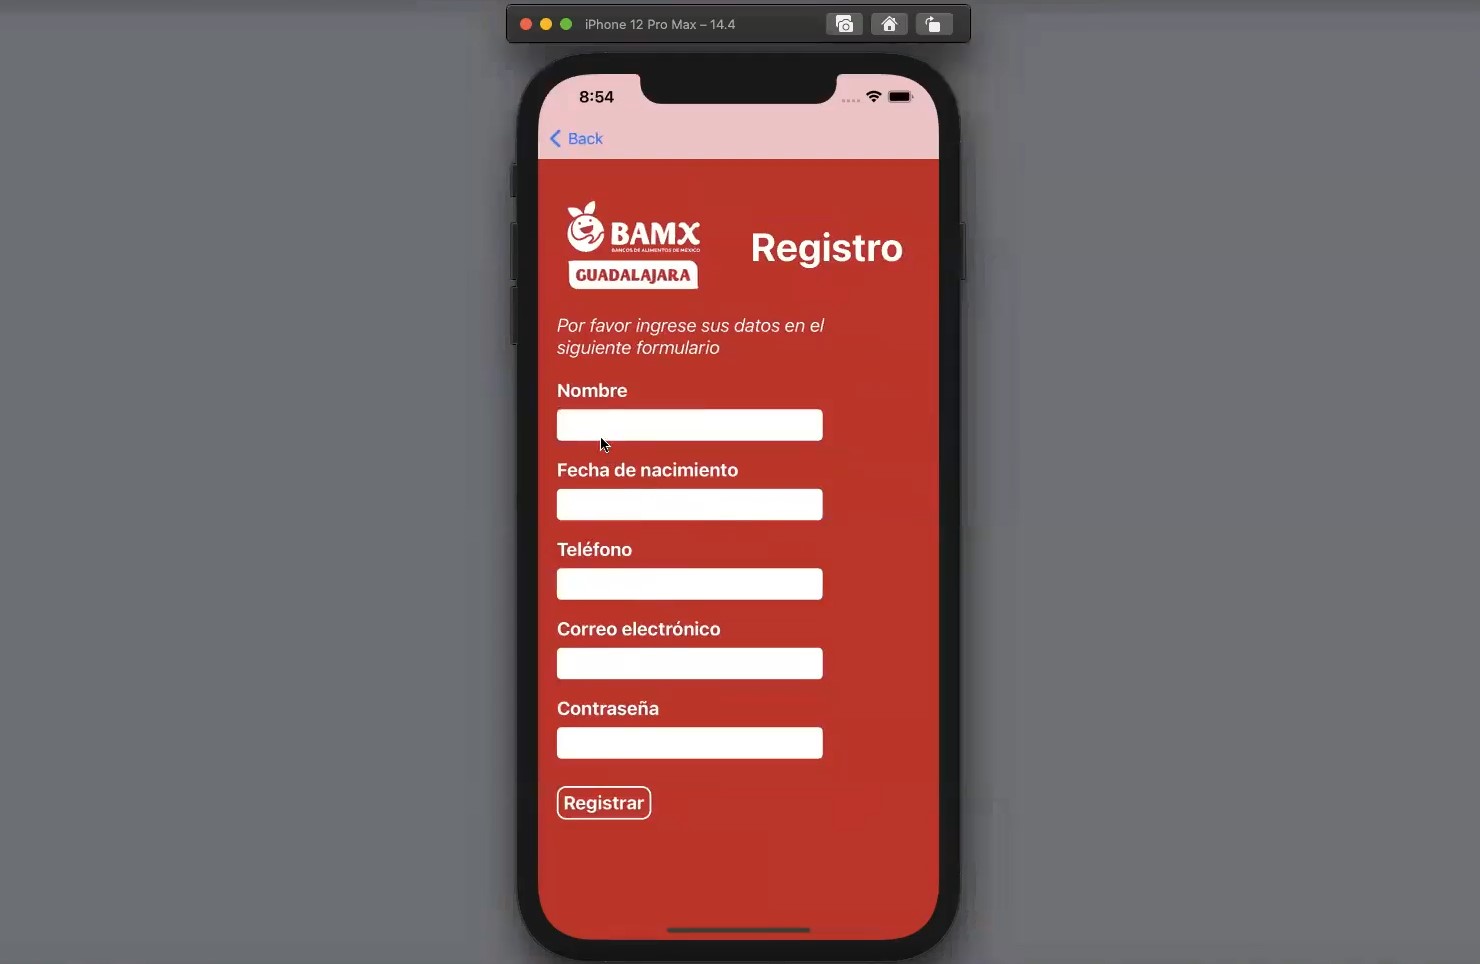 iPhone 12 Pro Max – 14.4
8:54
Back
BAMX
BANCOS DE ALIMENTOS DE MÉXICO
GUADALAJARA
Registro
Por favor ingrese sus datos en el
siguiente formulario
Nombre
Fecha de nacimiento
Teléfono
Correo electrónico
Contraseña
Registrar